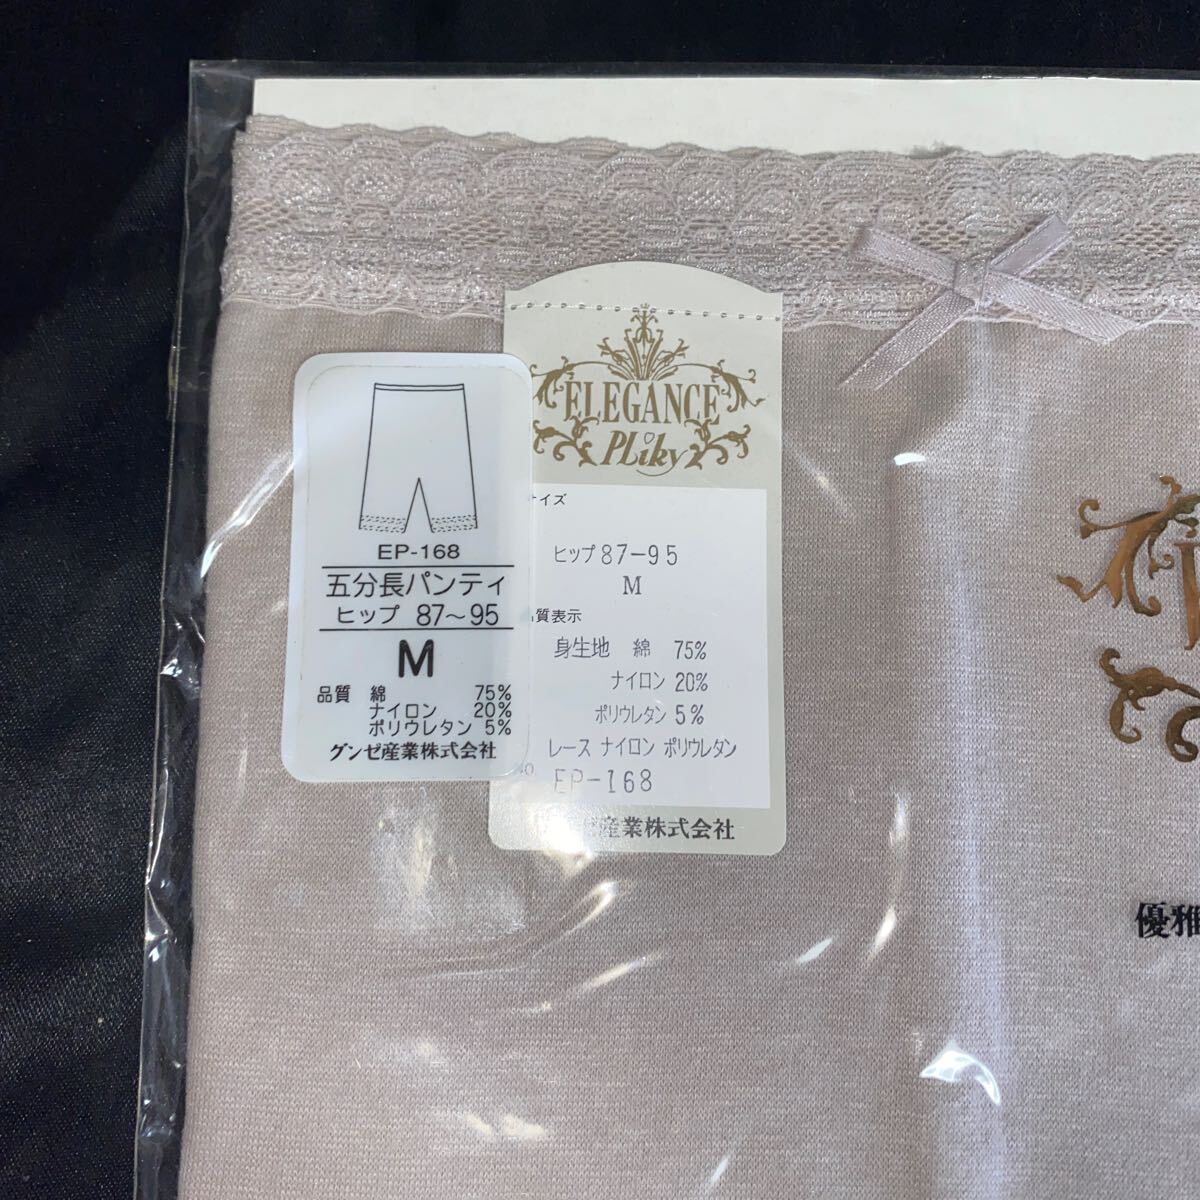 EP-168
五分長パンティ
ヒップ 87～95
M
品質 綿 75%
ナイロン 20%
ポリウレタン 5%
グンゼ産業株式会社
ELEGANCE
PLiky
イズ
ヒップ 87-95
M
質表示
身生地 綿 75%
ナイロン 20%
ポリウレタン 5%
レース ナイロン ポリウレタン
EP-168
産業株式会社
優雅